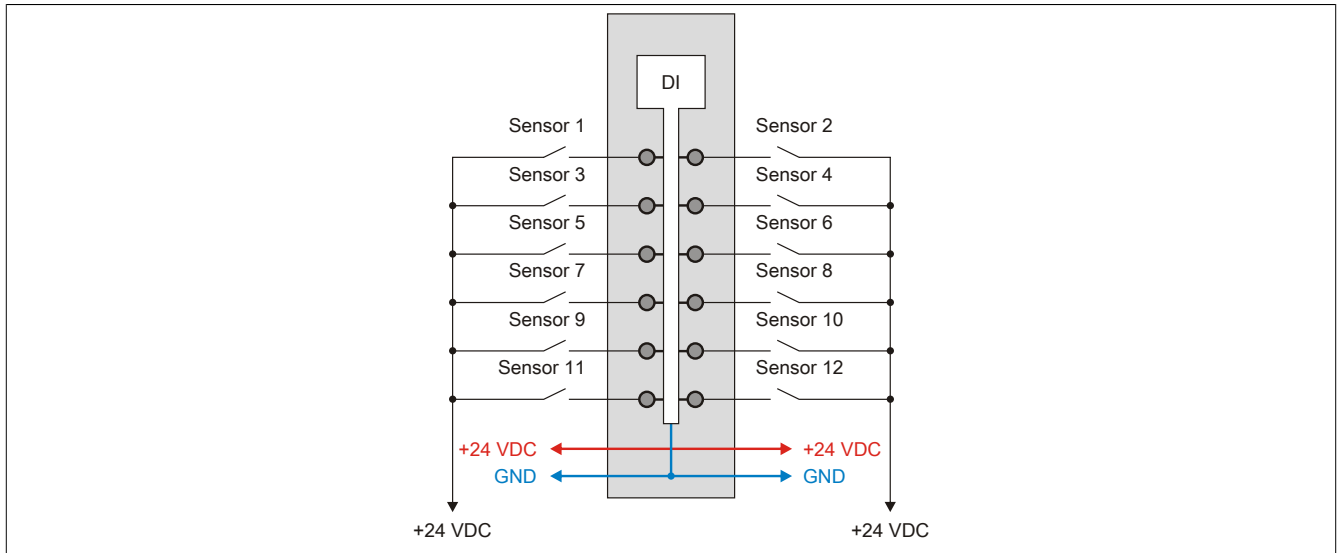 DI
Sensor 1 Sensor 2
Sensor 3 Sensor 4
Sensor 5 Sensor 6
Sensor 7 Sensor 8
Sensor 9 Sensor 10
Sensor 11 Sensor 12
+24 VDC +24 VDC
GND GND
+24 VDC +24 VDC